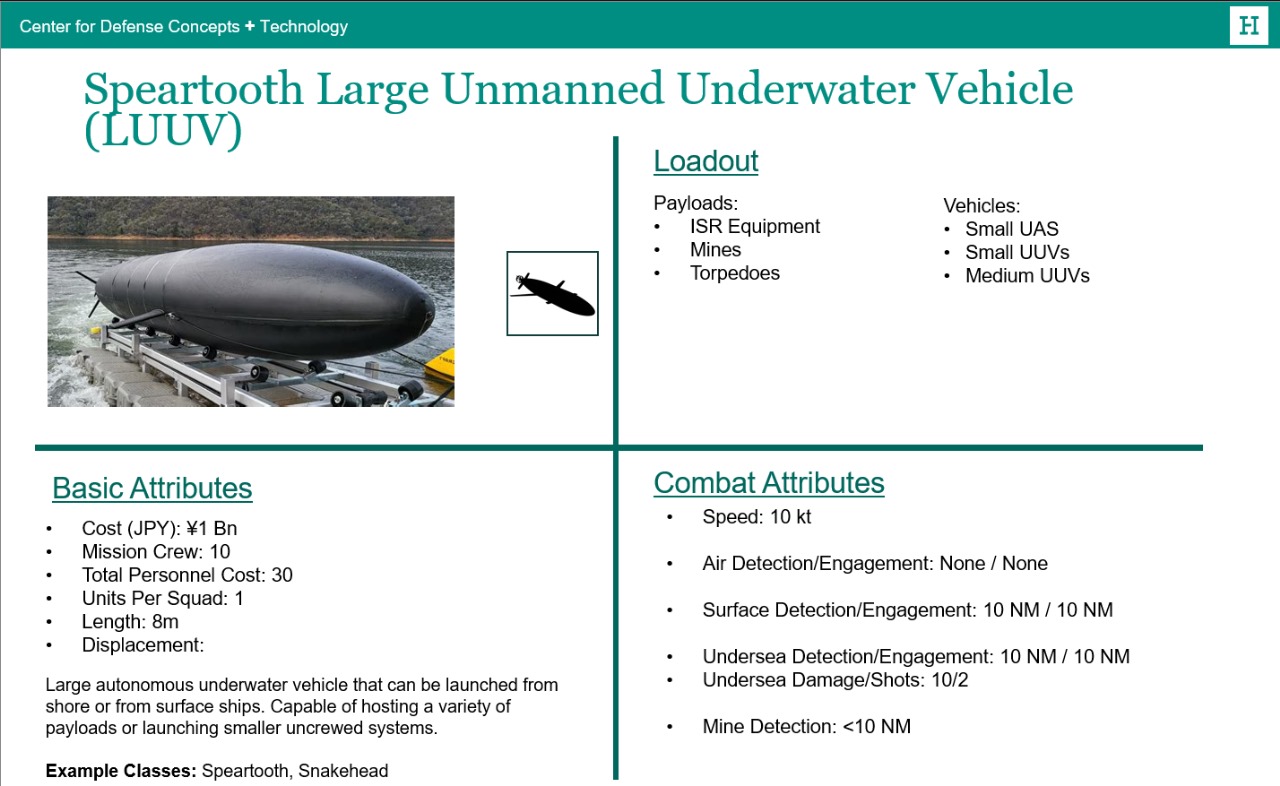 Center for Defense Concepts + Technology
H
Speartooth Large Unmanned Underwater Vehicle
(LUUV)
Loadout
Payloads:
• ISR Equipment
• Mines
• Torpedoes
Vehicles:
• Small UAS
• Small UUVs
• Medium UUVs
Basic Attributes
• Cost (JPY): ¥1 Bn
• Mission Crew: 10
• Total Personnel Cost: 30
• Units Per Squad: 1
• Length: 8m
• Displacement:
Large autonomous underwater vehicle that can be launched from
shore or from surface ships. Capable of hosting a variety of
payloads or launching smaller uncrewed systems.
Example Classes: Speartooth, Snakehead
Combat Attributes
• Speed: 10 kt
• Air Detection/Engagement: None / None
• Surface Detection/Engagement: 10 NM / 10 NM
• Undersea Detection/Engagement: 10 NM / 10 NM
• Undersea Damage/Shots: 10/2
• Mine Detection: <10 NM